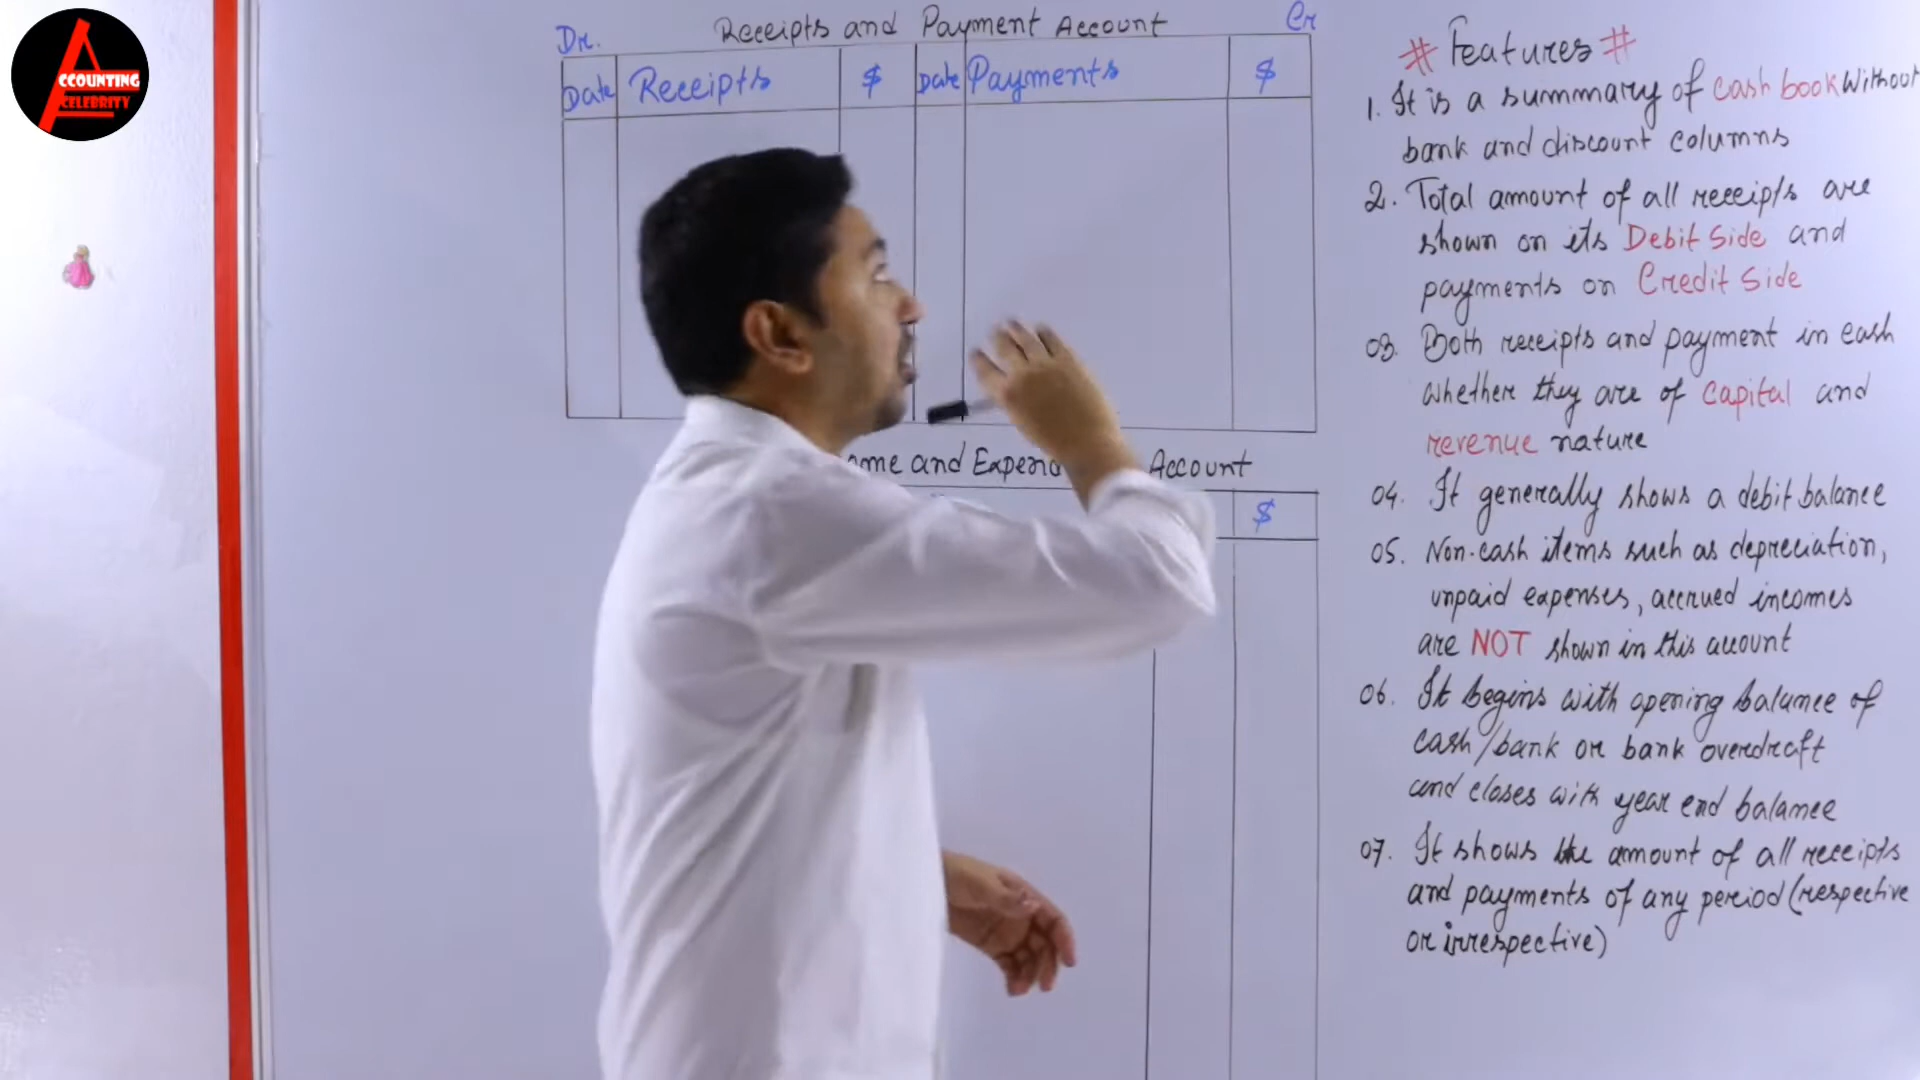 ACCOUNTING
CELEBRITY
Receipts and Payment Account
Dr.
Cr
Date Receipts $ Date Payments $
and Expend Account
$
# Features #
1. It is a summary of cash book without
bank and discount columns
2. Total amount of all receipts are
shown on its Debit Side and
payments on Credit Side
03. Both receipts and payment in cash
whether they are of capital and
revenue nature
04. It generally shows a debit balance
05. Non-cash items such as depreciation,
unpaid expenses, accrued incomes
are NOT shown in this account
06. It begins with opening balance of
cash/bank or bank overdraft
and closes with year end balance
07. It shows the amount of all receipts
and payments of any period (respective
or irrespective)